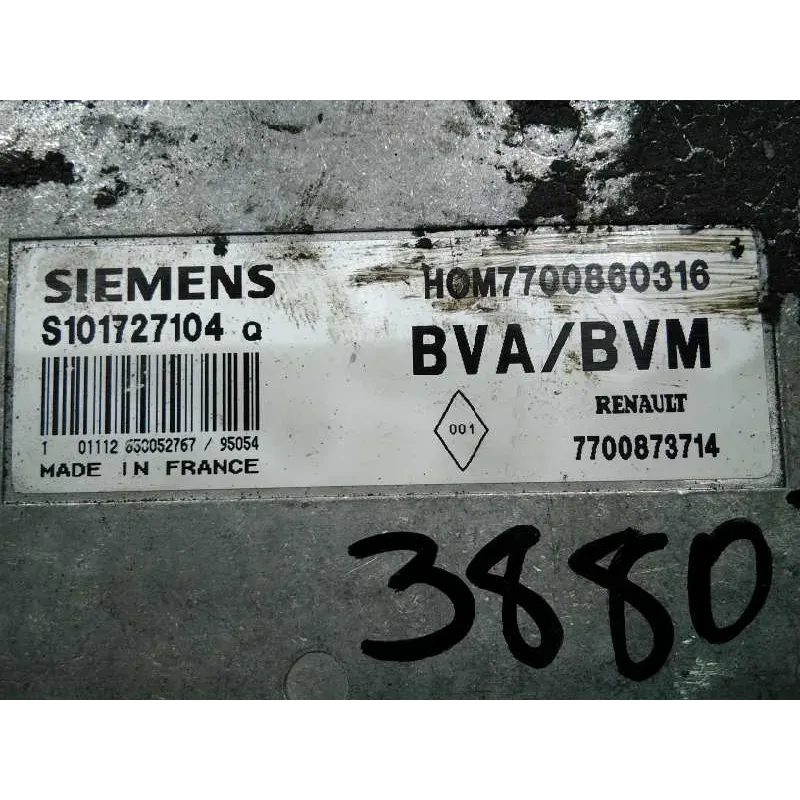 SIEMENS
HOM7700860316
S101727104 Q
BVA/BVM
RENAULT
001
7700873714
1 01112 650052767 / 95054
MADE IN FRANCE
3880